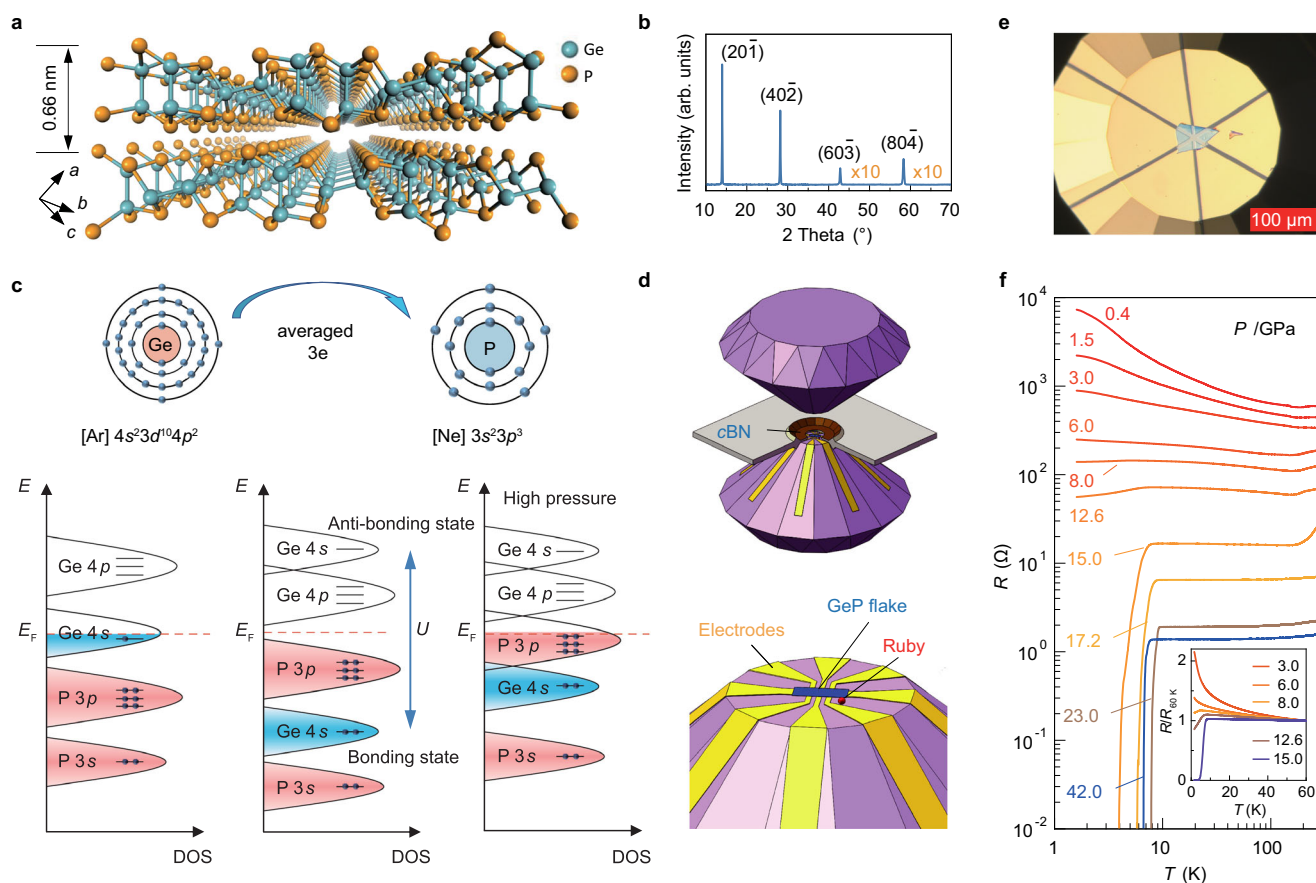 a
0.66 nm
Ge
P
a
b
c
b
Intensity (arb. units)
(201̄)
(402̄)
(603̄)
x10
(804̄)
x10
10 20 30 40 50 60 70
2 Theta (°)
e
100 µm
c
Ge
averaged
3e
P
[Ar] 4s²3d¹⁰4p²
[Ne] 3s²3p³
E
Ge 4p
E_F
Ge 4s
P 3p
P 3s
DOS
E
Anti-bonding state
Ge 4s
Ge 4p
E_F
U
P 3p
Ge 4s
Bonding state
P 3s
DOS
E
High pressure
Ge 4s
Ge 4p
E_F
P 3p
Ge 4s
P 3s
DOS
d
cBN
GeP flake
Electrodes
Ruby
f
R (Ω)
10⁴
10³
10²
10¹
10⁰
10⁻¹
10⁻²
P /GPa
0.4
1.5
3.0
6.0
8.0
12.6
15.0
17.2
23.0
42.0
1 10 100
T (K)
R/R₆₀ K
2
1
0
3.0
6.0
8.0
12.6
15.0
0 20 40 60
T (K)